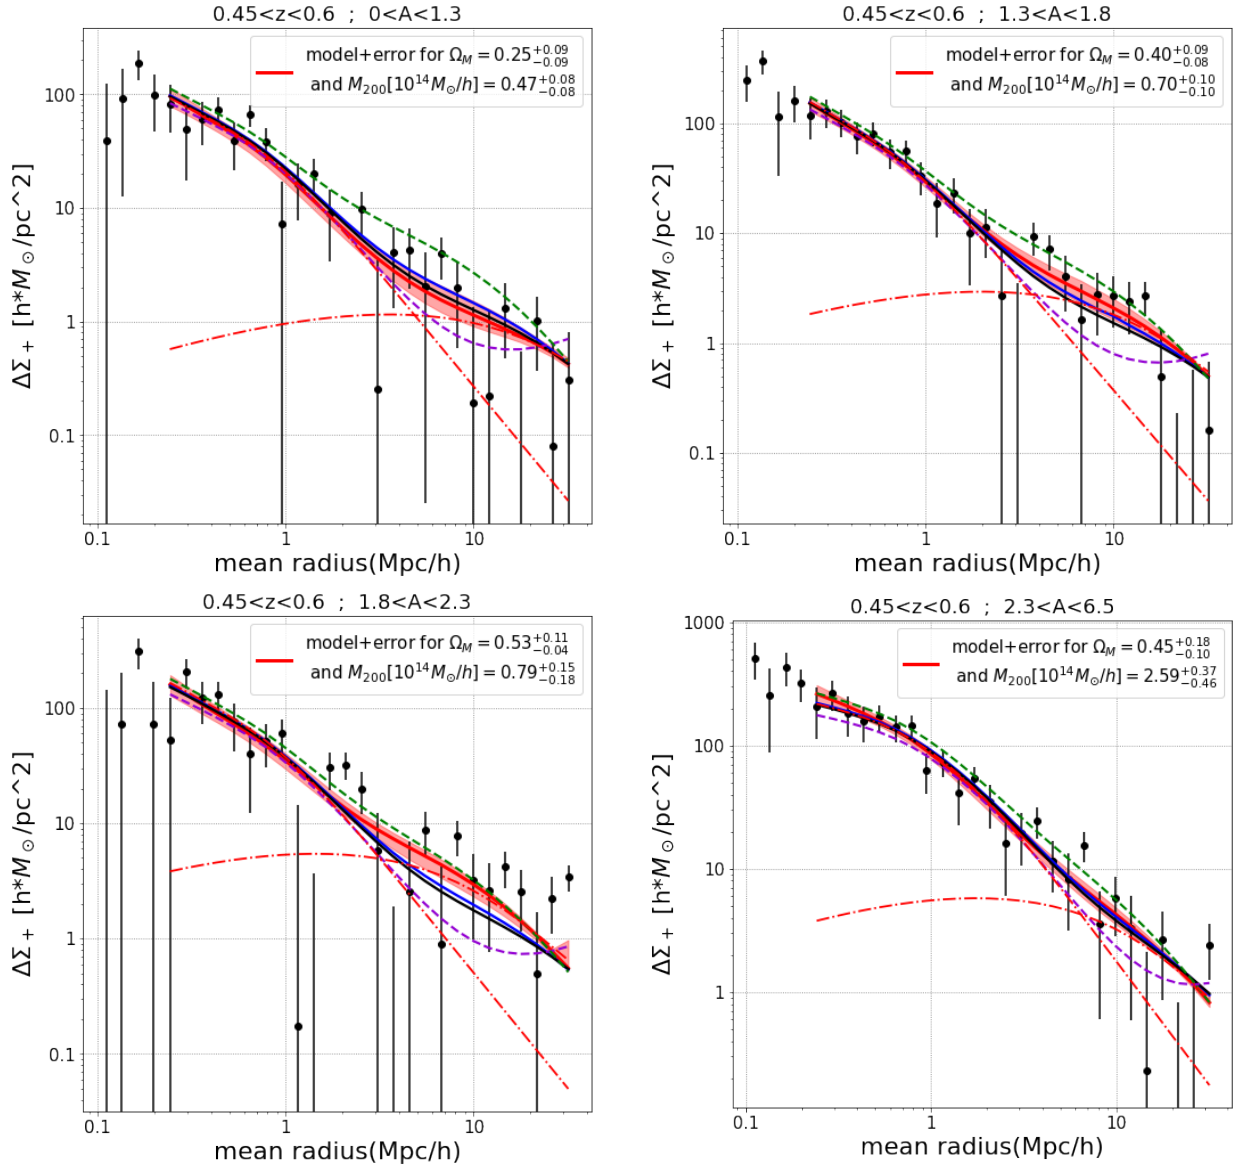 0.45<z<0.6 ; 0<A<1.3
model+error for Ω_M = 0.25^{+0.09}_{-0.09}
and M_{200}[10^{14}M_⊙/h] = 0.47^{+0.08}_{-0.08}
100
10
1
0.1
ΔΣ_+ [h*M_⊙/pc^2]
0.1 1 10
mean radius(Mpc/h)
0.45<z<0.6 ; 1.3<A<1.8
model+error for Ω_M = 0.40^{+0.09}_{-0.08}
and M_{200}[10^{14}M_⊙/h] = 0.70^{+0.10}_{-0.10}
100
10
1
0.1
ΔΣ_+ [h*M_⊙/pc^2]
0.1 1 10
mean radius(Mpc/h)
0.45<z<0.6 ; 1.8<A<2.3
model+error for Ω_M = 0.53^{+0.11}_{-0.04}
and M_{200}[10^{14}M_⊙/h] = 0.79^{+0.15}_{-0.18}
100
10
1
0.1
ΔΣ_+ [h*M_⊙/pc^2]
0.1 1 10
mean radius(Mpc/h)
0.45<z<0.6 ; 2.3<A<6.5
model+error for Ω_M = 0.45^{+0.18}_{-0.10}
and M_{200}[10^{14}M_⊙/h] = 2.59^{+0.37}_{-0.46}
1000
100
10
1
ΔΣ_+ [h*M_⊙/pc^2]
0.1 1 10
mean radius(Mpc/h)